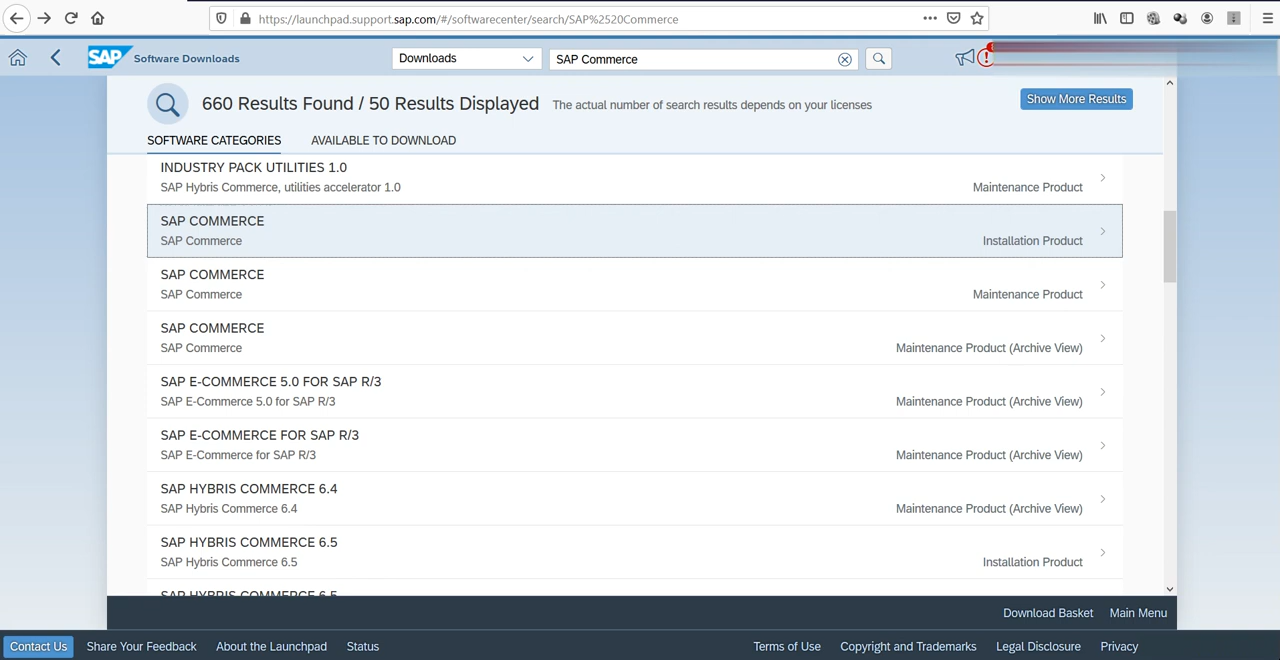 https://launchpad.support.sap.com/#/softwarecenter/search/SAP%2520Commerce
SAP Software Downloads Downloads SAP Commerce
660 Results Found / 50 Results Displayed The actual number of search results depends on your licenses Show More Results
SOFTWARE CATEGORIES AVAILABLE TO DOWNLOAD
INDUSTRY PACK UTILITIES 1.0
SAP Hybris Commerce, utilities accelerator 1.0 Maintenance Product
SAP COMMERCE
SAP Commerce Installation Product
SAP COMMERCE
SAP Commerce Maintenance Product
SAP COMMERCE
SAP Commerce Maintenance Product (Archive View)
SAP E-COMMERCE 5.0 FOR SAP R/3
SAP E-Commerce 5.0 for SAP R/3 Maintenance Product (Archive View)
SAP E-COMMERCE FOR SAP R/3
SAP E-Commerce for SAP R/3 Maintenance Product (Archive View)
SAP HYBRIS COMMERCE 6.4
SAP Hybris Commerce 6.4 Maintenance Product (Archive View)
SAP HYBRIS COMMERCE 6.5
SAP Hybris Commerce 6.5 Installation Product
SAP HYBRIS COMMERCE 6.5
Download Basket Main Menu
Contact Us Share Your Feedback About the Launchpad Status Terms of Use Copyright and Trademarks Legal Disclosure Privacy